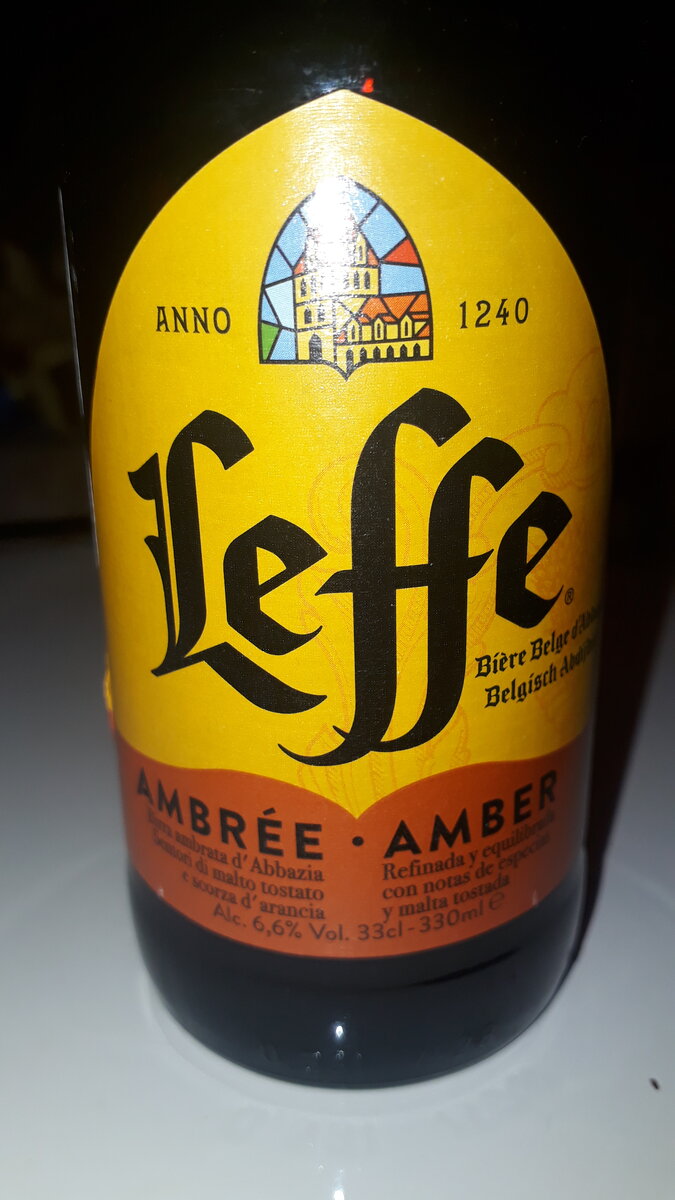 ANNO 1240
Leffe®
Bière Belge
Belgisch
AMBRÉE • AMBER
Birra ambrata d'Abbazia
Sentori di malto tostato
e scorza d'arancia
Refinada y equilibrada
con notas de especias
y malta tostada
Alc. 6,6% Vol. 33cl - 330ml ℮